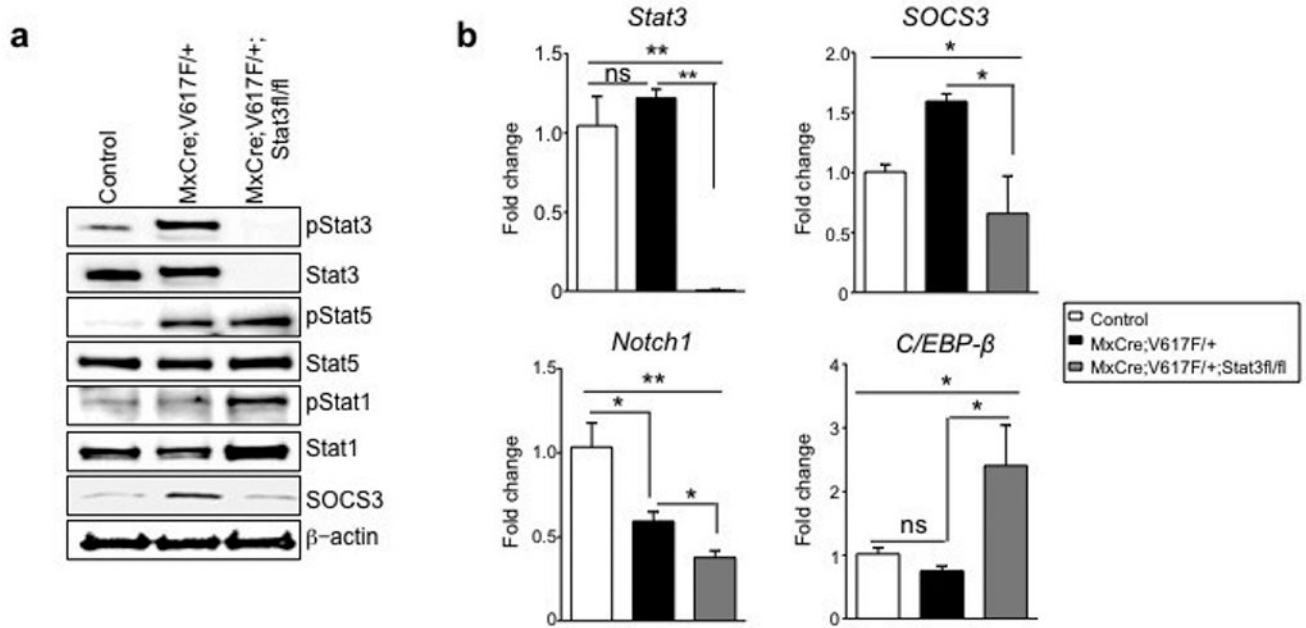 a
Control
MxCre;V617F/+
MxCre;V617F/+;
Stat3fl/fl
pStat3
Stat3
pStat5
Stat5
pStat1
Stat1
SOCS3
β-actin
b
Stat3
Fold change
1.5
1.0
0.5
0
**
ns
**
SOCS3
Fold change
2.0
1.5
1.0
0.5
0
*
*
Notch1
Fold change
1.5
1.0
0.5
0
**
*
*
C/EBP-β
Fold change
4
3
2
1
0
*
*
ns
Control
MxCre;V617F/+
MxCre;V617F/+;Stat3fl/fl